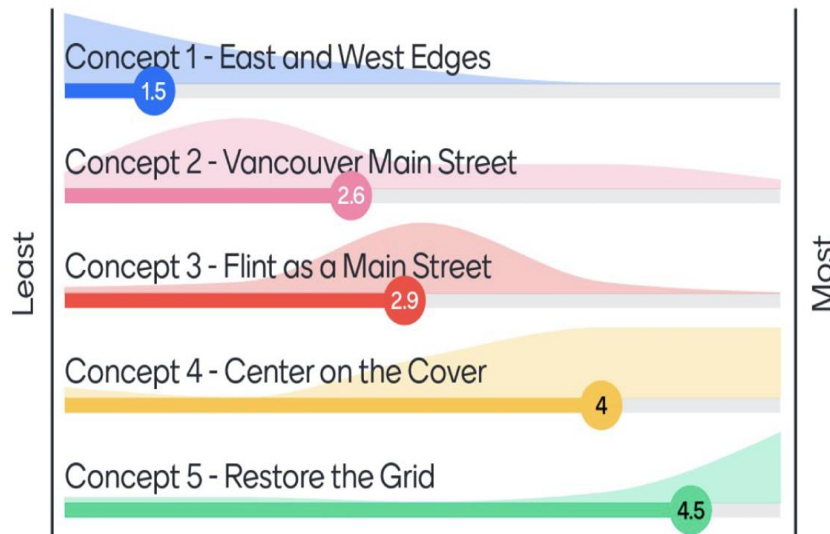 Concept 1 - East and West Edges
1.5
Concept 2 - Vancouver Main Street
2.6
Least
Most
Concept 3 - Flint as a Main Street
2.9
Concept 4 - Center on the Cover
4
Concept 5 - Restore the Grid
4.5